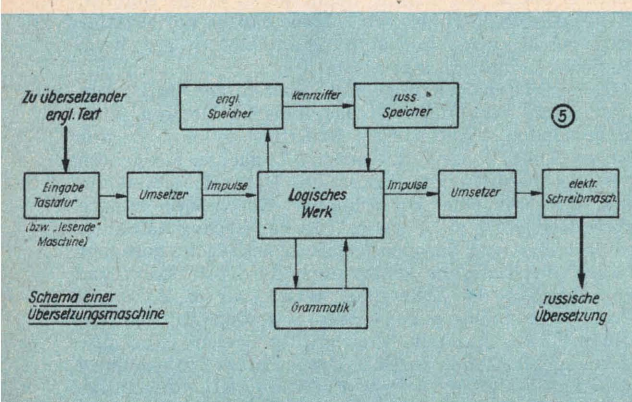 Zu übersetzender
engl. Text
engl.
Speicher
Kennziffer
russ.
Speicher
5
Eingabe
Tastatur
(bzw. „lesende"
Maschine)
Umsetzer
Impulse
Logisches
Werk
Impulse
Umsetzer
elektr.
Schreibmasch.
Schema einer
Übersetzungsmaschine
Grammatik
russische
Übersetzung